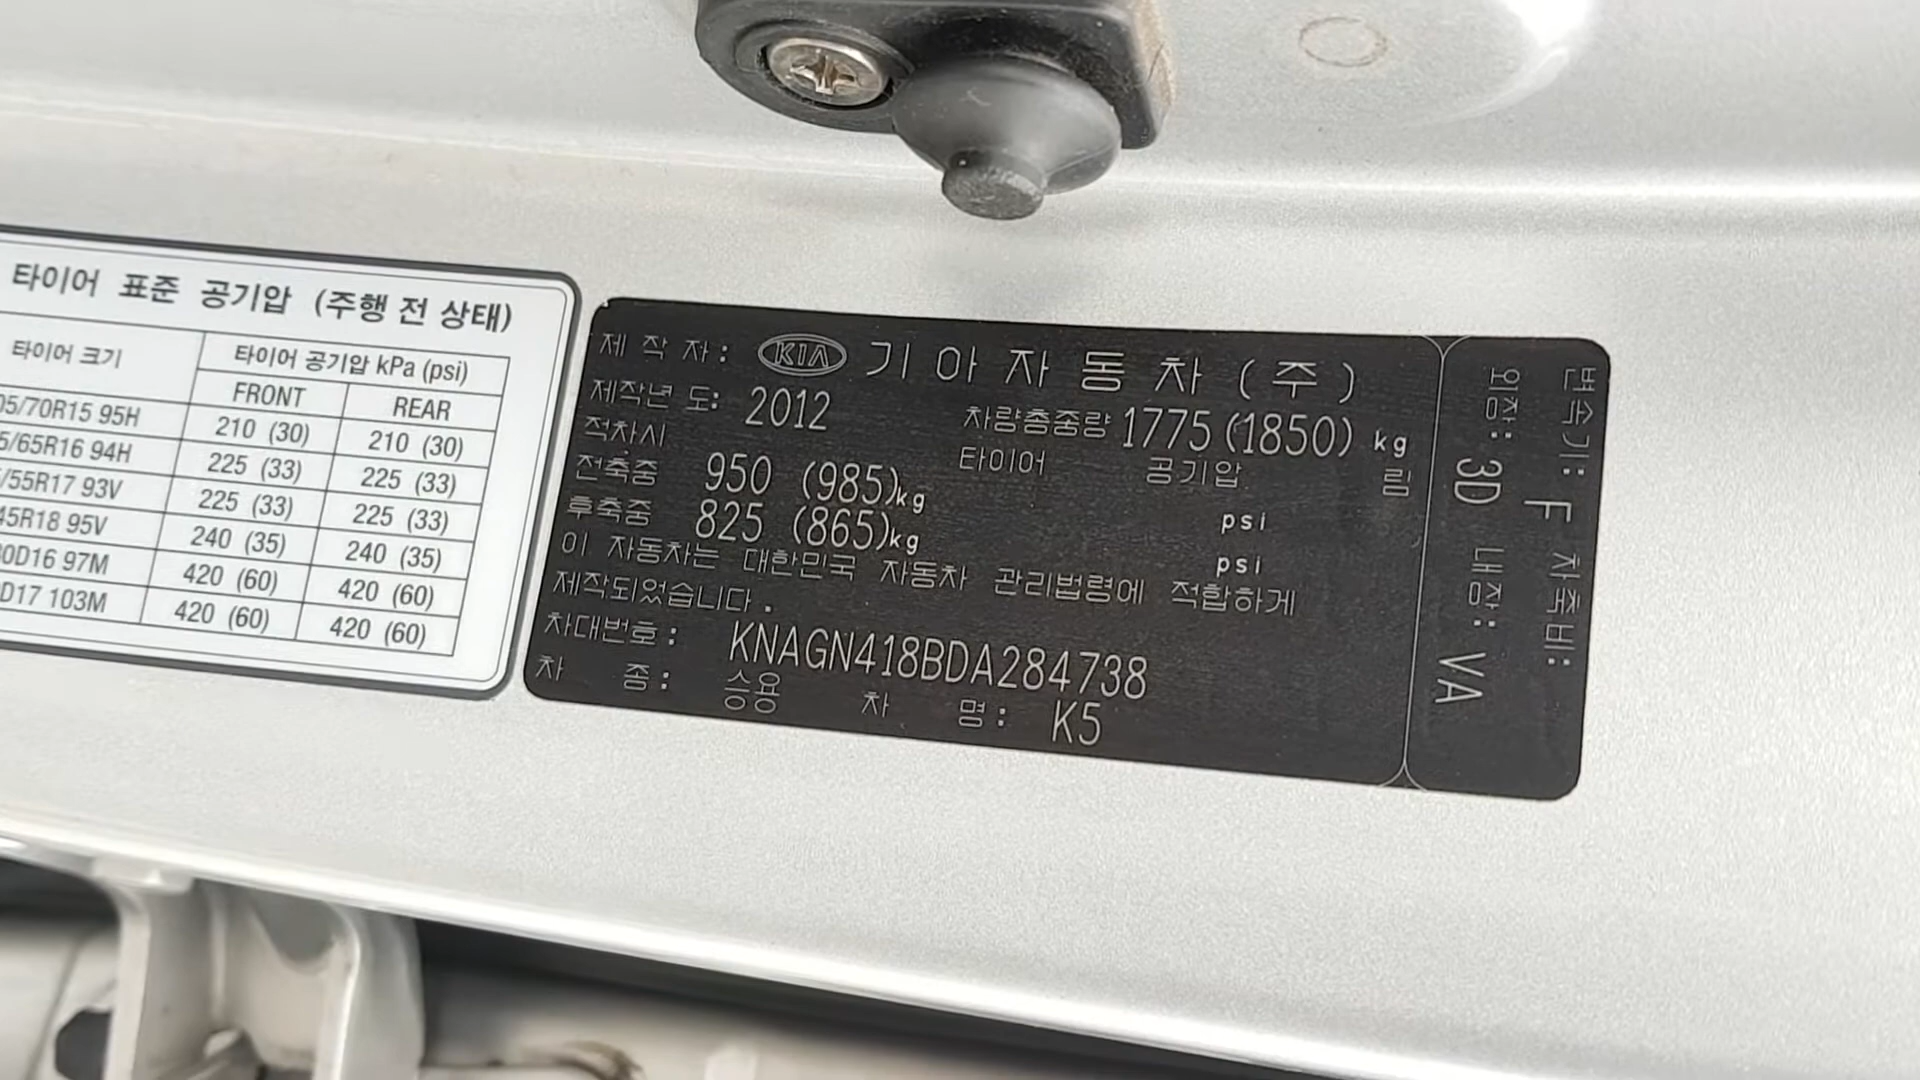 타이어 표준 공기압 (주행 전 상태)
타이어 크기 타이어 공기압 kPa (psi)
FRONT REAR
05/70R15 95H 210 (30) 210 (30)
5/65R16 94H 225 (33) 225 (33)
/55R17 93V 225 (33) 225 (33)
45R18 95V 240 (35) 240 (35)
0D16 97M 420 (60) 420 (60)
D17 103M 420 (60) 420 (60)
제 작 자: KIA 기아자동차(주)
제작년 도: 2012 차량총중량 1775(1850) kg
적차시 타이어 공기압 림
전축중 950 (985)kg psi
후축중 825 (865)kg psi
이 자동차는 대한민국 자동차 관리법령에 적합하게
제작되었습니다.
차대번호: KNAGN418BDA284738
차 종: 승용 차 명: K5
변속기: F 차축비:
외장: 3D 내장: VA